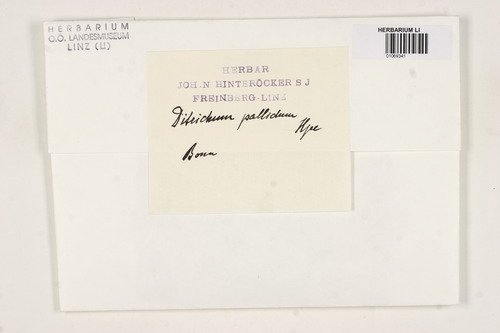 HERBARIUM
O.Ö. LANDESMUSEUM
LINZ (LI)
HERBARIUM LI
HERBAR
JOH.N HINTERÖCKER S J
FREINBERG-LINZ
Ditrichum pallidum
Hpe
Bonn